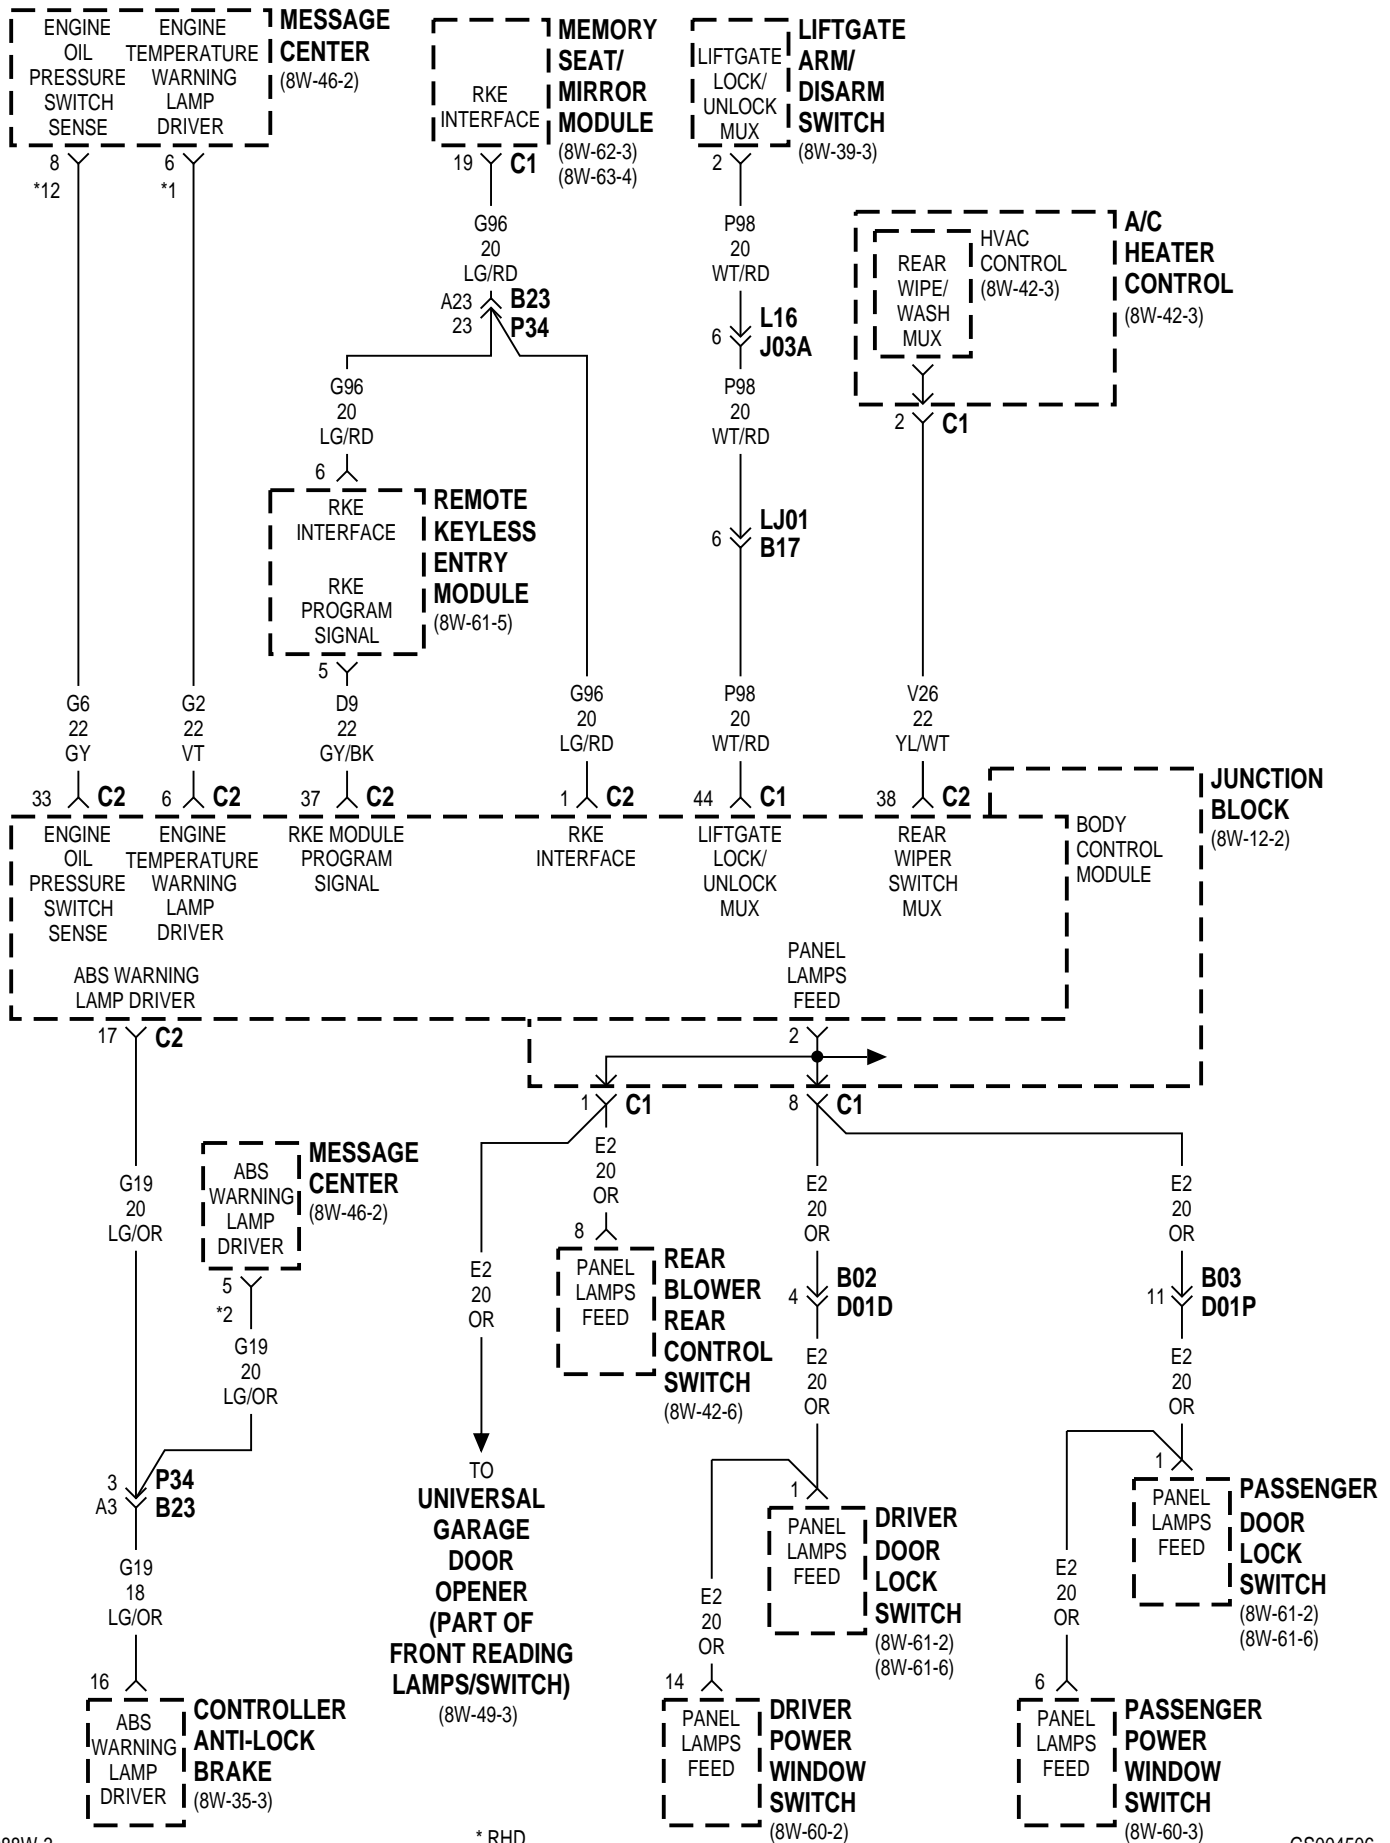 ENGINE
OIL
PRESSURE
SWITCH
SENSE
ENGINE
TEMPERATURE
WARNING
LAMP
DRIVER
MESSAGE
CENTER
(8W-46-2)
8
*12
6
*1
RKE
INTERFACE
MEMORY
SEAT/
MIRROR
MODULE
(8W-62-3)
(8W-63-4)
19
C1
LIFTGATE
LOCK/
UNLOCK
MUX
LIFTGATE
ARM/
DISARM
SWITCH
(8W-39-3)
2
G96
20
LG/RD
A23
B23
23
P34
P98
20
WT/RD
6
L16
J03A
REAR
WIPE/
WASH
MUX
HVAC
CONTROL
(8W-42-3)
A/C
HEATER
CONTROL
(8W-42-3)
2
C1
G96
20
LG/RD
6
P98
20
WT/RD
RKE
INTERFACE
RKE
PROGRAM
SIGNAL
REMOTE
KEYLESS
ENTRY
MODULE
(8W-61-5)
5
6
LJ01
B17
G6
22
GY
G2
22
VT
D9
22
GY/BK
G96
20
LG/RD
P98
20
WT/RD
V26
22
YL/WT
33
C2
6
C2
37
C2
1
C2
44
C1
38
C2
JUNCTION
BLOCK
(8W-12-2)
ENGINE
OIL
PRESSURE
SWITCH
SENSE
ENGINE
TEMPERATURE
WARNING
LAMP
DRIVER
RKE MODULE
PROGRAM
SIGNAL
RKE
INTERFACE
LIFTGATE
LOCK/
UNLOCK
MUX
REAR
WIPER
SWITCH
MUX
BODY
CONTROL
MODULE
ABS WARNING
LAMP DRIVER
PANEL
LAMPS
FEED
17
C2
2
1
C1
8
C1
G19
20
LG/OR
ABS
WARNING
LAMP
DRIVER
MESSAGE
CENTER
(8W-46-2)
5
*2
G19
20
LG/OR
E2
20
OR
E2
20
OR
8
PANEL
LAMPS
FEED
REAR
BLOWER
REAR
CONTROL
SWITCH
(8W-42-6)
E2
20
OR
4
B02
D01D
E2
20
OR
E2
20
OR
11
B03
D01P
E2
20
OR
3
P34
A3
B23
G19
18
LG/OR
16
ABS
WARNING
LAMP
DRIVER
CONTROLLER
ANTI-LOCK
BRAKE
(8W-35-3)
TO
UNIVERSAL
GARAGE
DOOR
OPENER
(PART OF
FRONT READING
LAMPS/SWITCH)
(8W-49-3)
1
PANEL
LAMPS
FEED
DRIVER
DOOR
LOCK
SWITCH
(8W-61-2)
(8W-61-6)
E2
20
OR
14
PANEL
LAMPS
FEED
DRIVER
POWER
WINDOW
SWITCH
(8W-60-2)
1
PANEL
LAMPS
FEED
PASSENGER
DOOR
LOCK
SWITCH
(8W-61-2)
(8W-61-6)
E2
20
OR
6
PANEL
LAMPS
FEED
PASSENGER
POWER
WINDOW
SWITCH
(8W-60-3)
* RHD